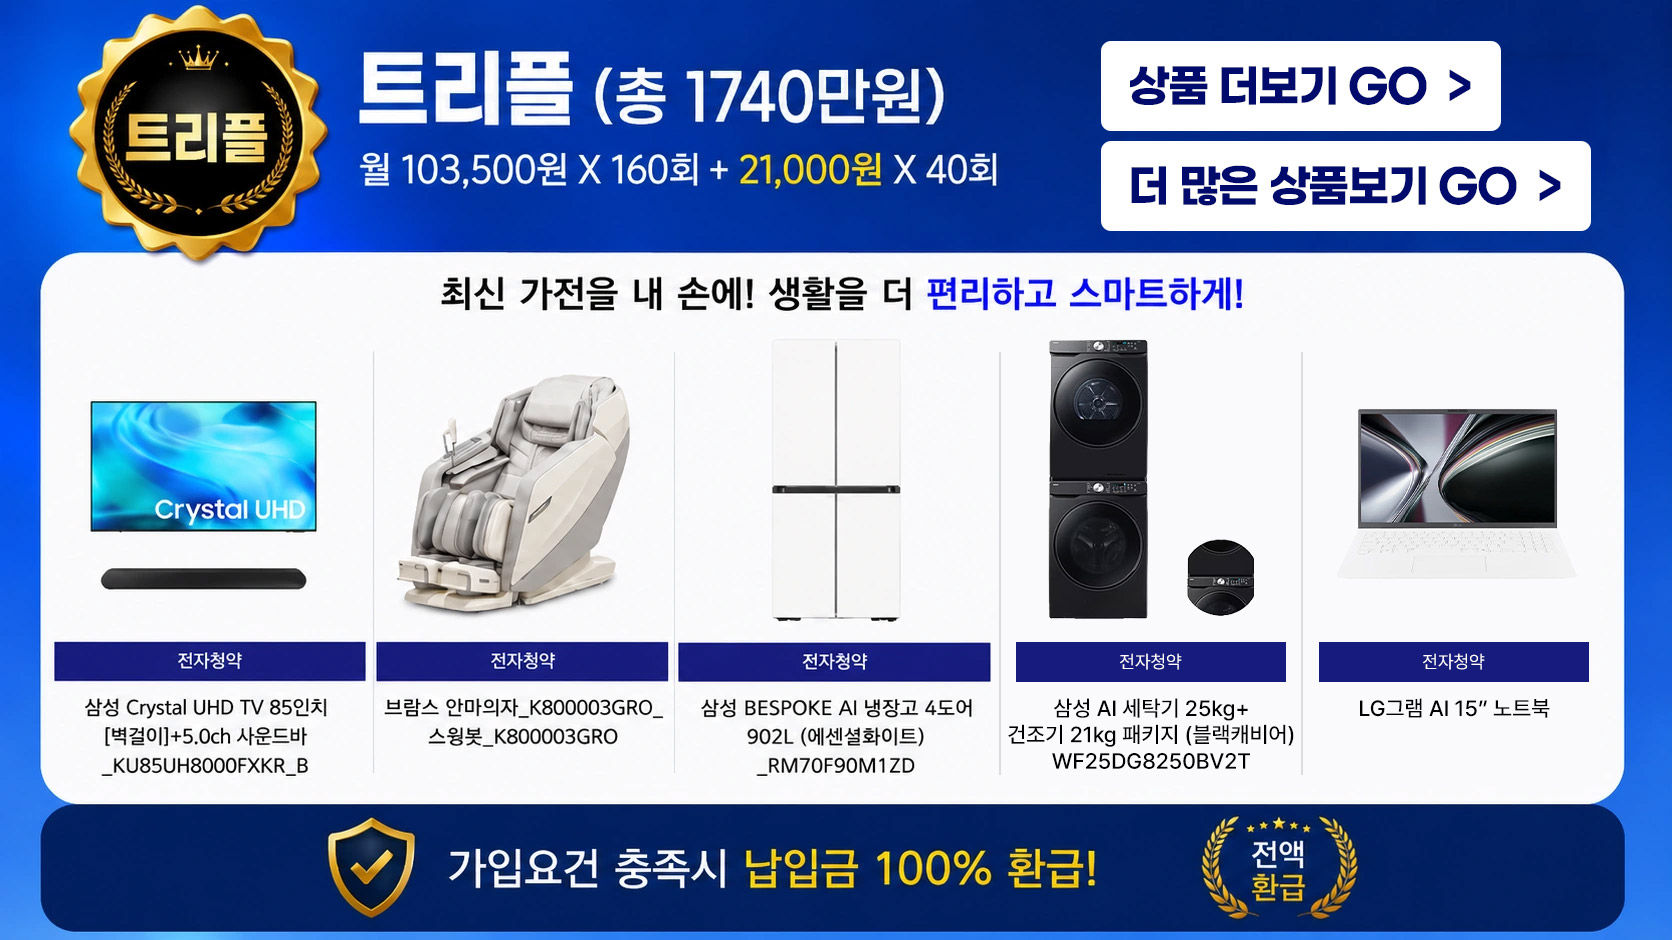 트리플
트리플 (총 1740만원)
월 103,500원 X 160회 + 21,000원 X 40회
상품 더보기 GO >
더 많은 상품보기 GO >
최신 가전을 내 손에! 생활을 더 편리하고 스마트하게!
Crystal UHD
전자청약
삼성 Crystal UHD TV 85인치
[벽걸이]+5.0ch 사운드바
_KU85UH8000FXKR_B
전자청약
브람스 안마의자_K800003GRO_
스윙봇_K800003GRO
전자청약
삼성 BESPOKE AI 냉장고 4도어
902L (에센셜화이트)
_RM70F90M1ZD
전자청약
삼성 AI 세탁기 25kg+
건조기 21kg 패키지 (블랙캐비어)
WF25DG8250BV2T
전자청약
LG그램 AI 15″ 노트북
가입요건 충족시 납입금 100% 환급!
전액
환급